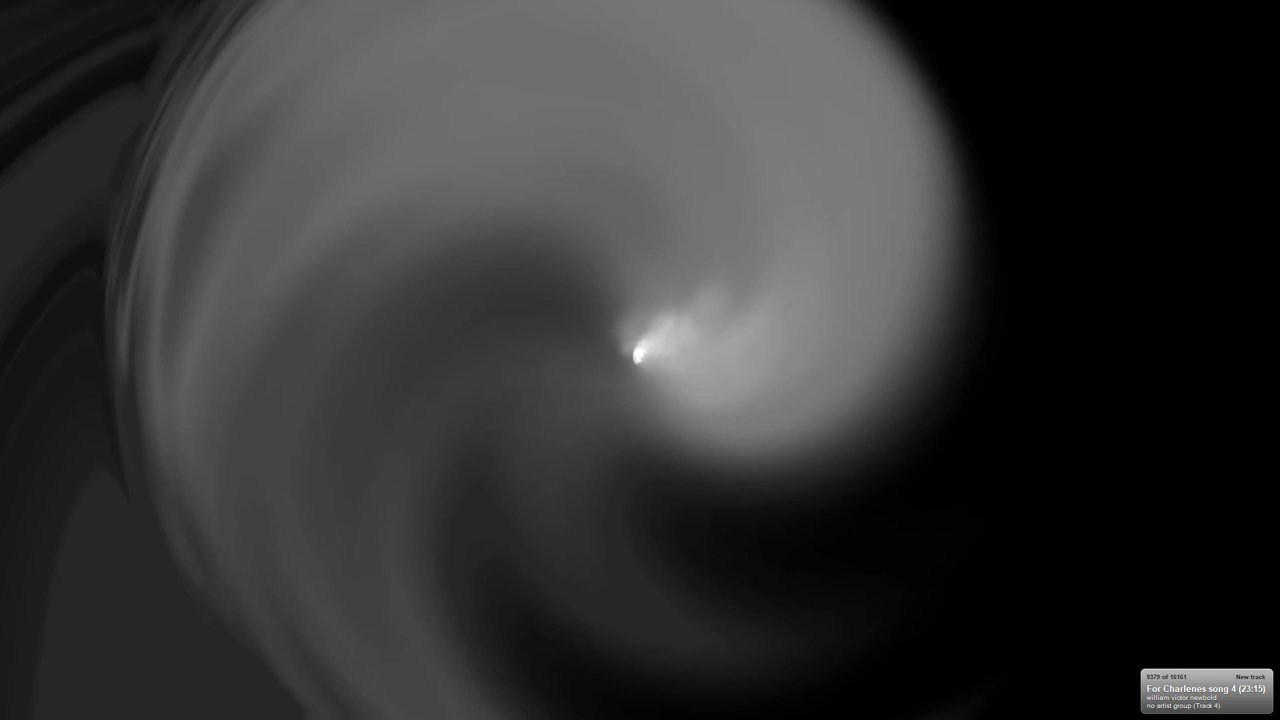 9379 of 16161 New track
For Charlenes song 4 (23:15)
william victor newbold
no artist group (Track 4)